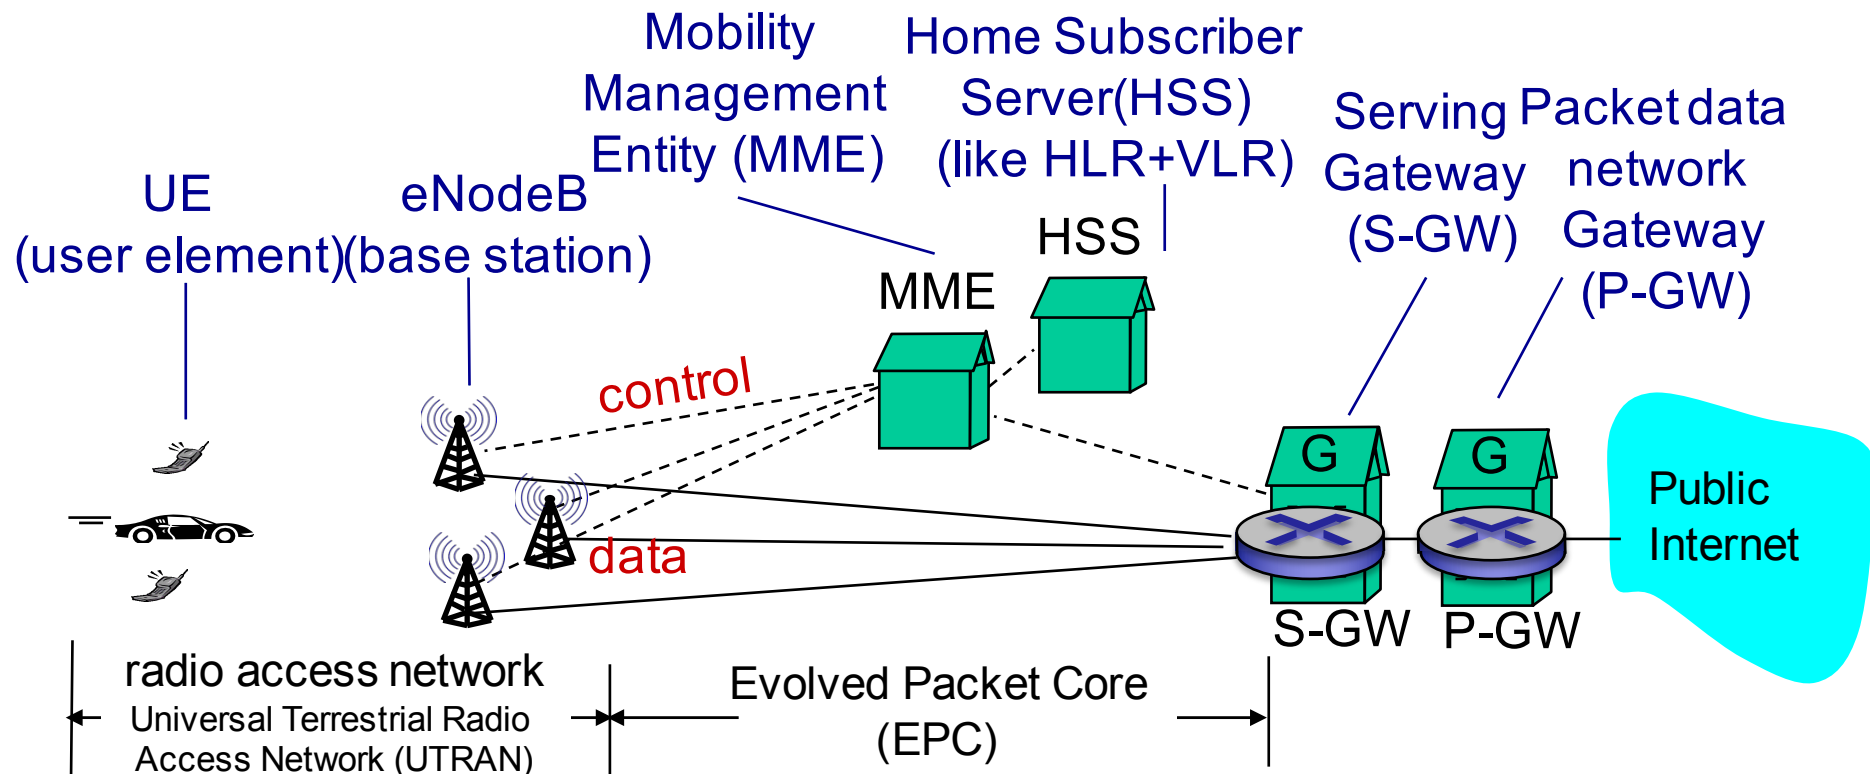 Mobility
Management
Entity (MME)
Home Subscriber
Server(HSS)
(like HLR+VLR)
Serving
Gateway
(S-GW)
Packet data
network
Gateway
(P-GW)
UE
(user element)
eNodeB
(base station)
HSS
MME
control
data
G
G
S-GW
P-GW
Public
Internet
radio access network
Universal Terrestrial Radio
Access Network (UTRAN)
Evolved Packet Core
(EPC)